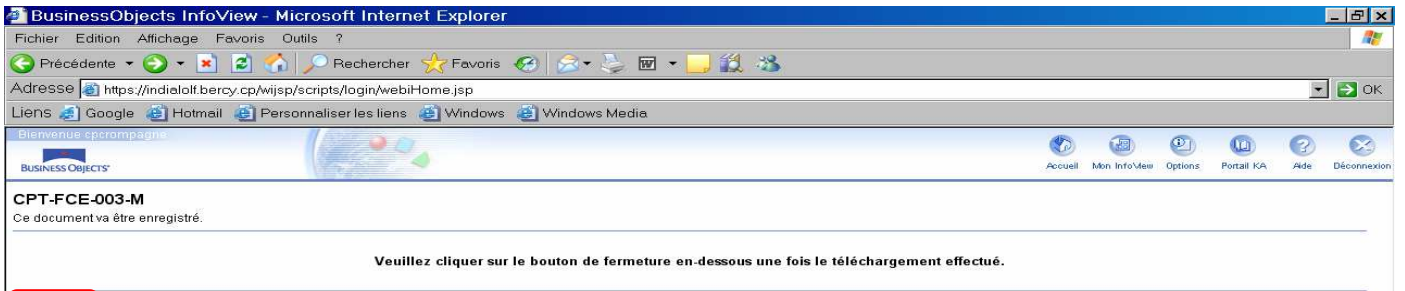 BusinessObjects InfoView - Microsoft Internet Explorer
Fichier Edition Affichage Favoris Outils ?
Précédente Rechercher Favoris
Adresse https://indialolf.bercy.cp/wijsp/scripts/login/webiHome.jsp OK
Liens Google Hotmail Personnaliser les liens Windows Windows Media
Bienvenue cpcrompagne
BUSINESS OBJECTS
Accueil Mon InfoView Options Portail KA Aide Déconnexion
CPT-FCE-003-M
Ce document va être enregistré.
Veuillez cliquer sur le bouton de fermeture en-dessous une fois le téléchargement effectué.